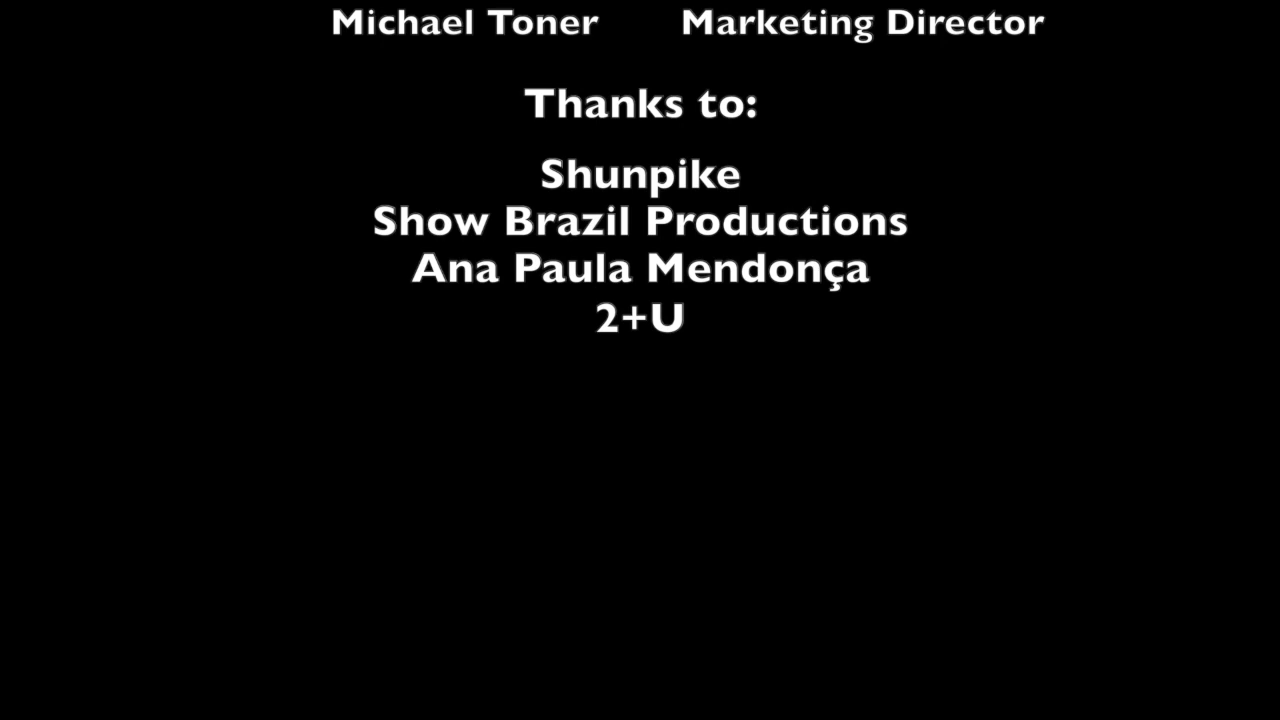 Michael Toner Marketing Director
Thanks to:
Shunpike
Show Brazil Productions
Ana Paula Mendonça
2+U